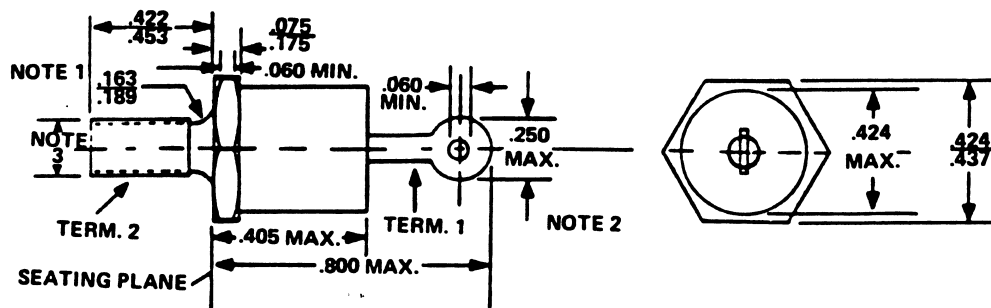 .422
.453
.075
.175
NOTE 1
.163
.189
.060 MIN.
.060
MIN.
NOTE
3
.250
MAX.
.424
MAX.
.424
.437
TERM. 2
TERM. 1
NOTE 2
.405 MAX.
.800 MAX.
SEATING PLANE